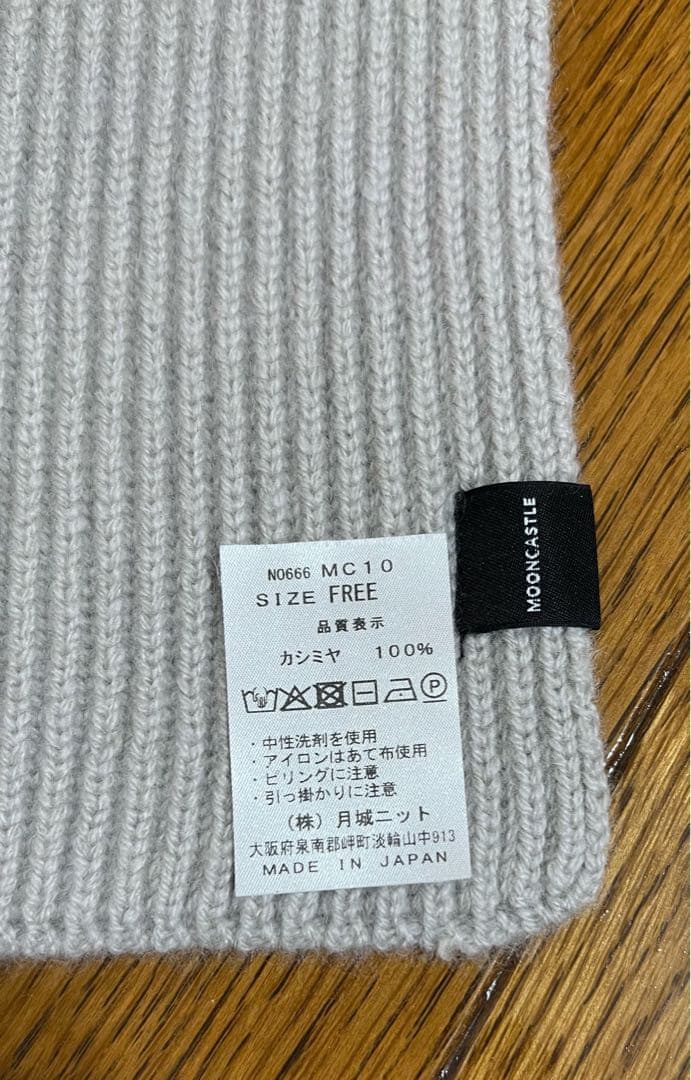 NO666 MC10
SIZE FREE
品質表示
カシミヤ 100%
P
・中性洗剤を使用
・アイロンはあて布使用
・ピリングに注意
・引っ掛かりに注意
(株)月城ニット
大阪府泉南郡岬町淡輪山中913
MADE IN JAPAN
MOONCASTLE